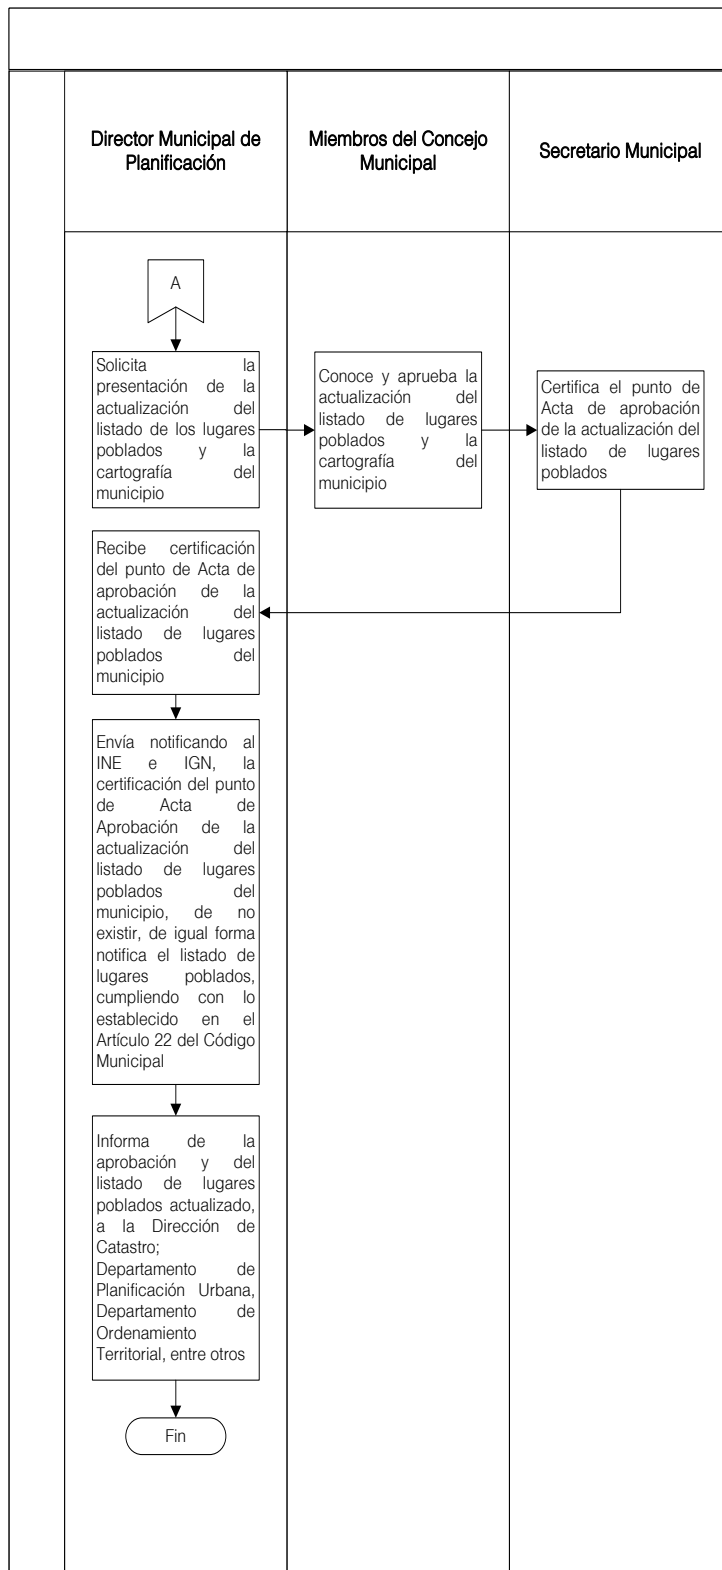 Director Municipal de
Planificación
Miembros del Concejo
Municipal
Secretario Municipal
A
Solicita la
presentación de la
actualización del
listado de los lugares
poblados y la
cartografía del
municipio
Conoce y aprueba la
actualización del
listado de lugares
poblados y la
cartografía del
municipio
Certifica el punto de
Acta de aprobación
de la actualización del
listado de lugares
poblados
Recibe certificación
del punto de Acta de
aprobación de la
actualización del
listado de lugares
poblados del
municipio
Envía notificando al
INE e IGN, la
certificación del punto
de Acta de
Aprobación de la
actualización del
listado de lugares
poblados del
municipio, de no
existir, de igual forma
notifica el listado de
lugares poblados,
cumpliendo con lo
establecido en el
Artículo 22 del Código
Municipal
Informa de la
aprobación y del
listado de lugares
poblados actualizado,
a la Dirección de
Catastro;
Departamento de
Planificación Urbana,
Departamento de
Ordenamiento
Territorial, entre otros
Fin